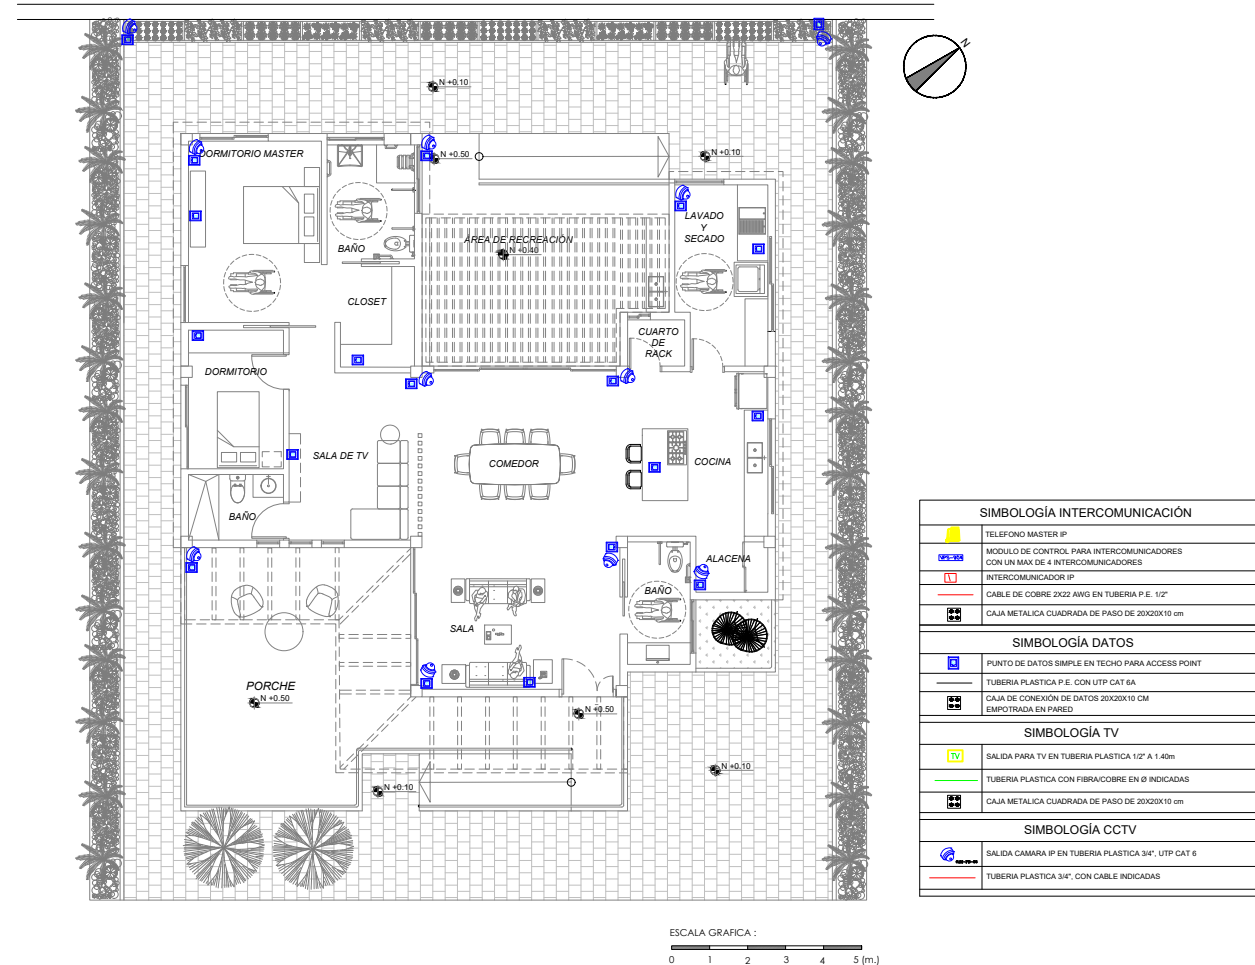 N
N +0.10
DORMITORIO MASTER
N +0.50
N +0.10
LAVADO
Y
SECADO
BAÑO
ÁREA DE RECREACIÓN
N +0.40
CLOSET
CUARTO
DE
RACK
DORMITORIO
SALA DE TV
COMEDOR
COCINA
BAÑO
ALACENA
BAÑO
SALA
PORCHE
N +0.50
N +0.50
N +0.10
N +0.10
SIMBOLOGÍA INTERCOMUNICACIÓN
TELEFONO MASTER IP
MODULO DE CONTROL PARA INTERCOMUNICADORES
CON UN MAX DE 4 INTERCOMUNICADORES
INTERCOMUNICADOR IP
CABLE DE COBRE 2X22 AWG EN TUBERIA P.E. 1/2"
CAJA METALICA CUADRADA DE PASO DE 20X20X10 cm
SIMBOLOGÍA DATOS
PUNTO DE DATOS SIMPLE EN TECHO PARA ACCESS POINT
TUBERIA PLASTICA P.E. CON UTP CAT 6A
CAJA DE CONEXIÓN DE DATOS 20X20X10 CM
EMPOTRADA EN PARED
SIMBOLOGÍA TV
TV
SALIDA PARA TV EN TUBERIA PLASTICA 1/2" A 1.40m
TUBERIA PLASTICA CON FIBRA/COBRE EN Ø INDICADAS
CAJA METALICA CUADRADA DE PASO DE 20X20X10 cm
SIMBOLOGÍA CCTV
SALIDA CAMARA IP EN TUBERIA PLASTICA 3/4", UTP CAT 6
TUBERIA PLASTICA 3/4", CON CABLE INDICADAS
ESCALA GRAFICA :
0 1 2 3 4 5 (m.)